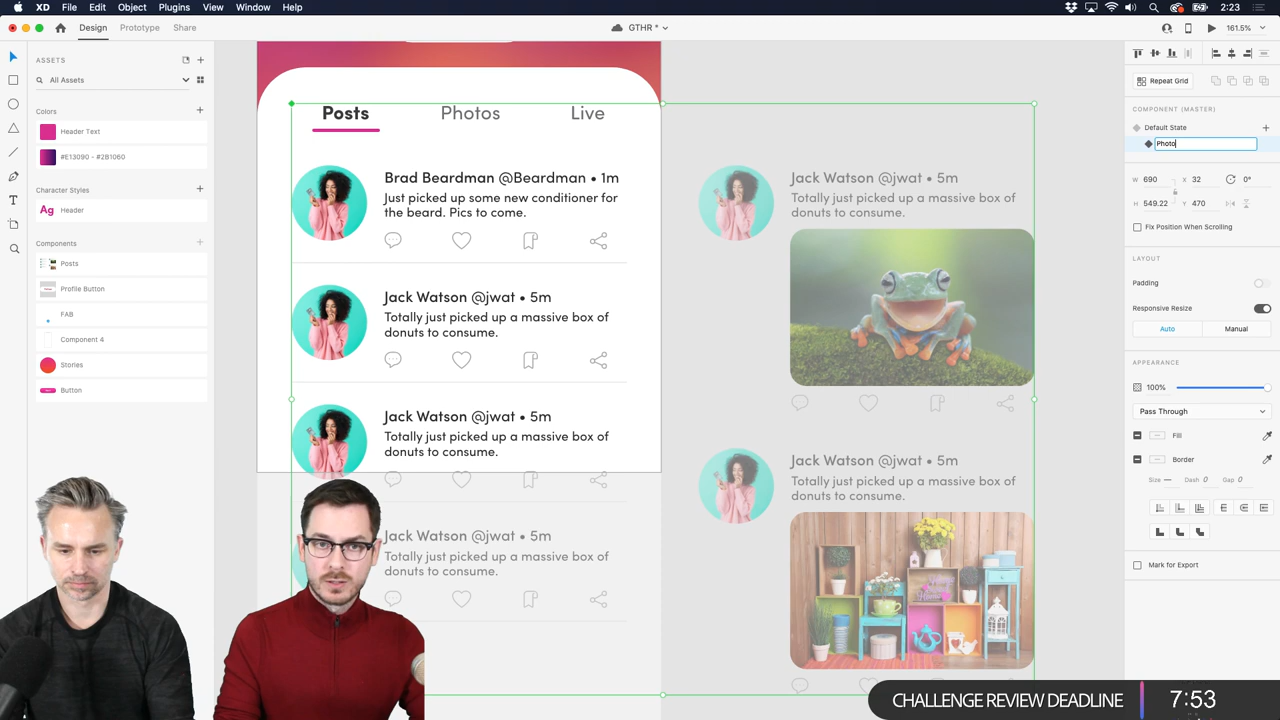 XD File Edit Object Plugins View Window Help 2:23
Design Prototype Share GTHR * 161.5%
ASSETS
All Assets
Colors
Header Text
#E13090 - #2B1060
Character Styles
Ag Header
Components
Posts
Profile Button
FAB
Component 4
Stories
Button
Posts Photos Live
Brad Beardman @Beardman • 1m
Just picked up some new conditioner for
the beard. Pics to come.
Jack Watson @jwat • 5m
Totally just picked up a massive box of
donuts to consume.
Jack Watson @jwat • 5m
Totally just picked up a massive box of
donuts to consume.
Jack Watson @jwat • 5m
Totally just picked up a massive box of
donuts to consume.
Jack Watson @jwat • 5m
Totally just picked up a massive box of
donuts to consume.
Jack Watson @jwat • 5m
Totally just picked up a massive box of
donuts to consume.
Repeat Grid
COMPONENT (MASTER)
Default State
Photo
W 690 X 32 0°
H 549.22 Y 470
Fix Position When Scrolling
LAYOUT
Padding
Responsive Resize
Auto Manual
APPEARANCE
100%
Pass Through
Fill
Border
Size — Dash 0 Gap 0
Mark for Export
CHALLENGE REVIEW DEADLINE 7:53